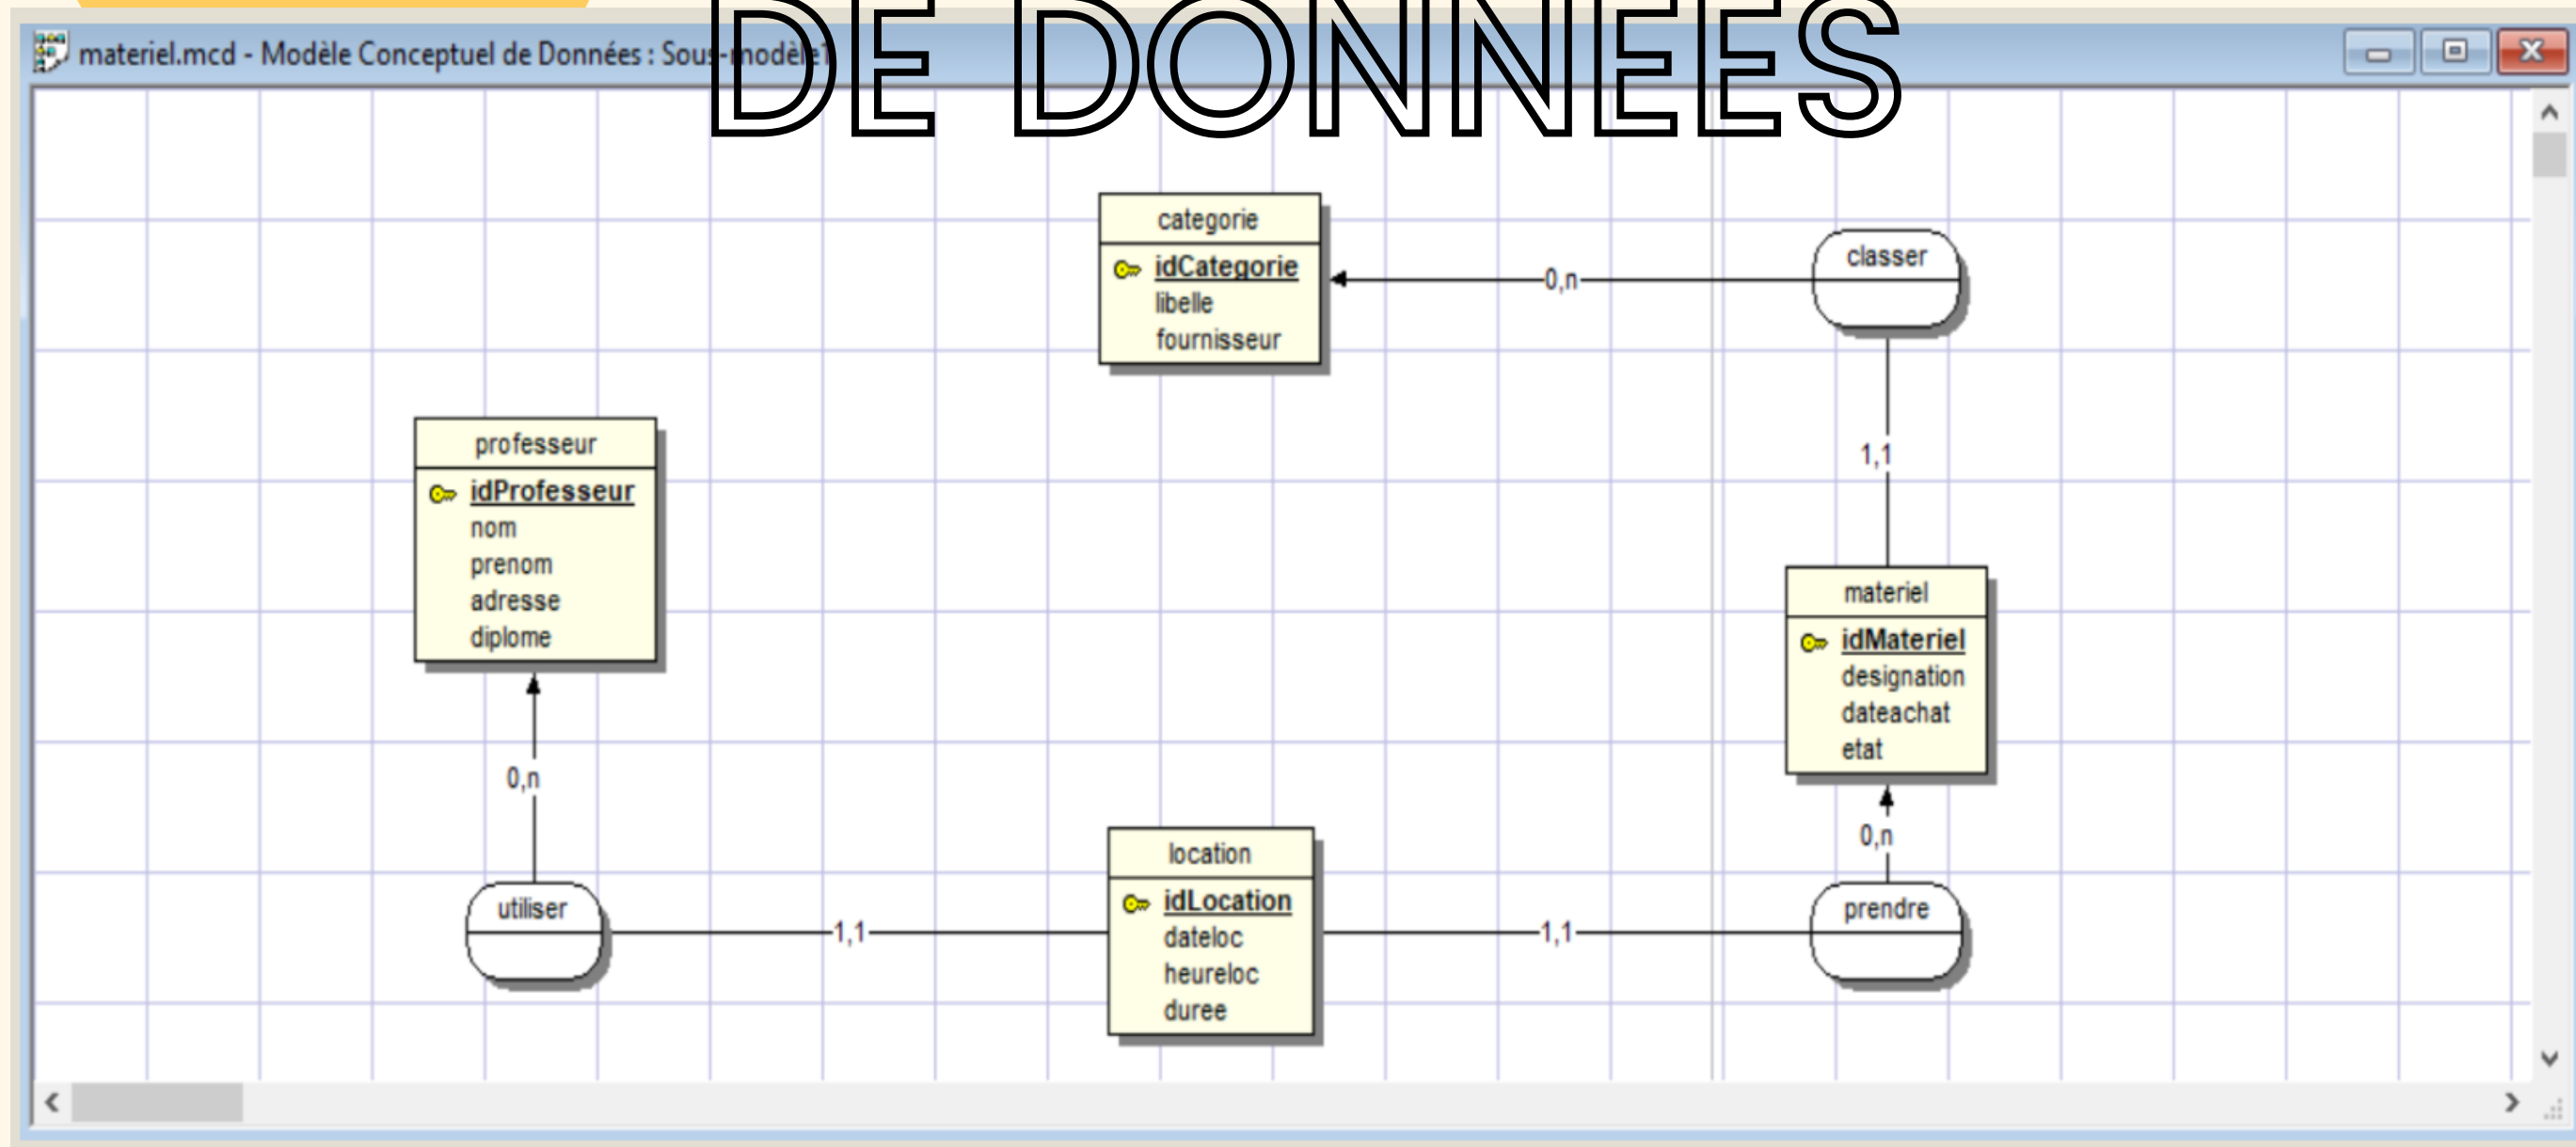 DE DONNEES
materiel.mcd - Modèle Conceptuel de Données : Sous-modèle1
categorie
idCategorie
libelle
fournisseur
0,n
classer
1,1
professeur
idProfesseur
nom
prenom
adresse
diplome
materiel
idMateriel
designation
dateachat
etat
0,n
0,n
utiliser
1,1
location
idLocation
dateloc
heureloc
duree
1,1
prendre